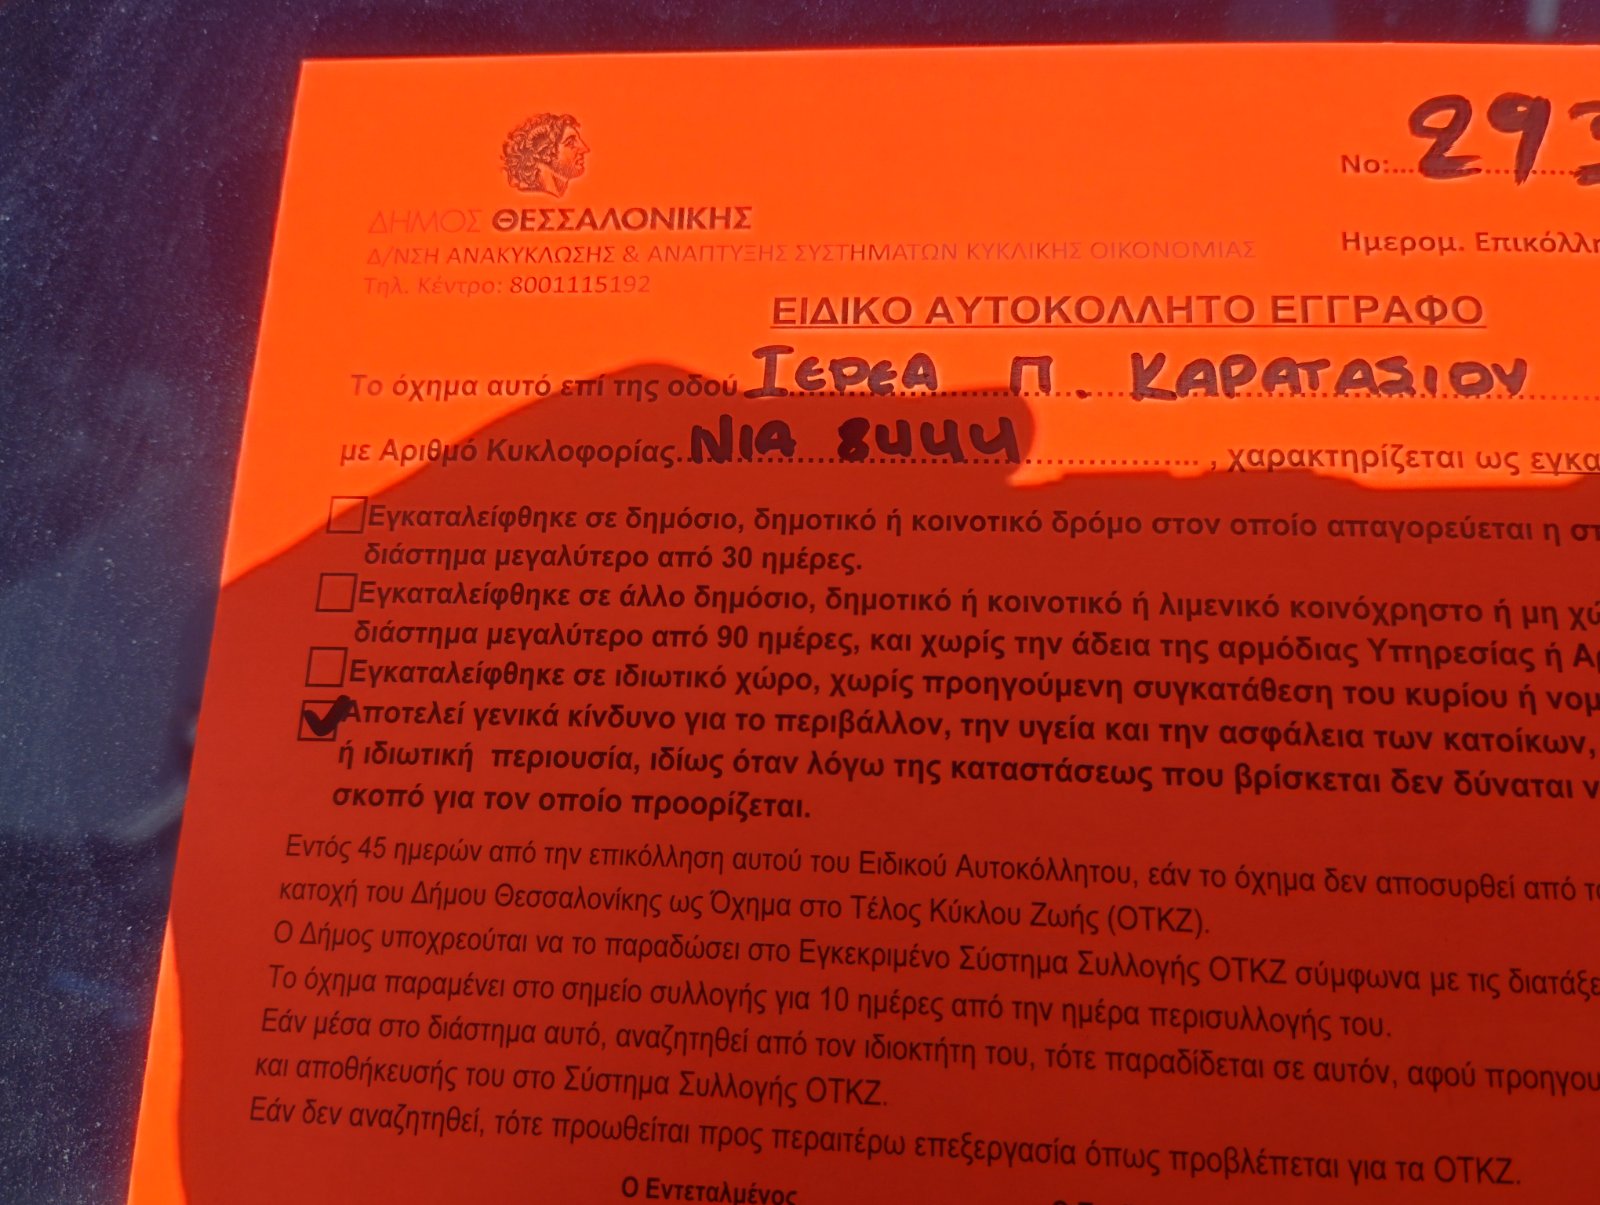 Νο:....293
ΔΗΜΟΣ ΘΕΣΣΑΛΟΝΙΚΗΣ
Δ/ΝΣΗ ΑΝΑΚΥΚΛΩΣΗΣ & ΑΝΑΠΤΥΞΗΣ ΣΥΣΤΗΜΑΤΩΝ ΚΥΚΛΙΚΗΣ ΟΙΚΟΝΟΜΙΑΣ
Ημερομ. Επικόλλη
Τηλ. Κέντρο: 8001115192
ΕΙΔΙΚΟ ΑΥΤΟΚΟΛΛΗΤΟ ΕΓΓΡΑΦΟ
Το όχημα αυτό επί της οδού ΙΕΡΕΑ Π. ΚΑΡΑΤΑΣΙΟΥ
με Αριθμό Κυκλοφορίας ΝΙΑ 8444, χαρακτηρίζεται ως εγκα
Εγκαταλείφθηκε σε δημόσιο, δημοτικό ή κοινοτικό δρόμο στον οποίο απαγορεύεται η στ
διάστημα μεγαλύτερο από 30 ημέρες.
Εγκαταλείφθηκε σε άλλο δημόσιο, δημοτικό ή κοινοτικό ή λιμενικό κοινόχρηστο ή μη χώ
διάστημα μεγαλύτερο από 90 ημέρες, και χωρίς την άδεια της αρμόδιας Υπηρεσίας ή Αρ
Εγκαταλείφθηκε σε ιδιωτικό χώρο, χωρίς προηγούμενη συγκατάθεση του κυρίου ή νομ
Αποτελεί γενικά κίνδυνο για το περιβάλλον, την υγεία και την ασφάλεια των κατοίκων,
ή ιδιωτική περιουσία, ιδίως όταν λόγω της καταστάσεως που βρίσκεται δεν δύναται ν
σκοπό για τον οποίο προορίζεται.
Εντός 45 ημερών από την επικόλληση αυτού του Ειδικού Αυτοκόλλητου, εάν το όχημα δεν αποσυρθεί από το
κατοχή του Δήμου Θεσσαλονίκης ως Όχημα στο Τέλος Κύκλου Ζωής (ΟΤΚΖ).
Ο Δήμος υποχρεούται να το παραδώσει στο Εγκεκριμένο Σύστημα Συλλογής ΟΤΚΖ σύμφωνα με τις διατάξε
Το όχημα παραμένει στο σημείο συλλογής για 10 ημέρες από την ημέρα περισυλλογής του.
Εάν μέσα στο διάστημα αυτό, αναζητηθεί από τον ιδιοκτήτη του, τότε παραδίδεται σε αυτόν, αφού προηγου
και αποθήκευσής του στο Σύστημα Συλλογής ΟΤΚΖ.
Εάν δεν αναζητηθεί, τότε προωθείται προς περαιτέρω επεξεργασία όπως προβλέπεται για τα ΟΤΚΖ.
Ο Εντεταλμένος